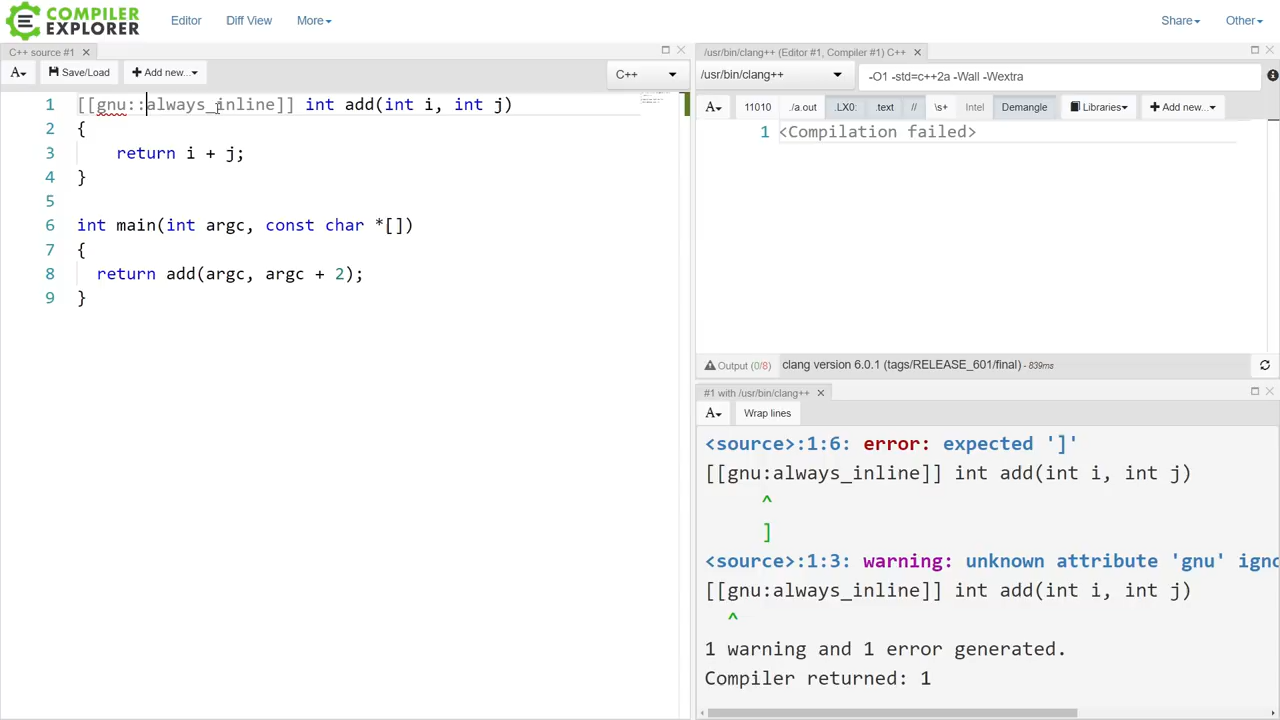 COMPILER
EXPLORER
Editor
Diff View
More
Share
Other
C++ source #1
A
Save/Load
Add new...
C++
1 [[gnu::always_inline]] int add(int i, int j)
2 {
3 return i + j;
4 }
5
6 int main(int argc, const char *[])
7 {
8 return add(argc, argc + 2);
9 }
/usr/bin/clang++ (Editor #1, Compiler #1) C++
/usr/bin/clang++
-O1 -std=c++2a -Wall -Wextra
A
11010
./a.out
.LX0:
.text
//
\s+
Intel
Demangle
Libraries
Add new...
1 <Compilation failed>
Output (0/8)
clang version 6.0.1 (tags/RELEASE_601/final) - 839ms
#1 with /usr/bin/clang++
A
Wrap lines
<source>:1:6: error: expected ']'
[[gnu:always_inline]] int add(int i, int j)
^
]
<source>:1:3: warning: unknown attribute 'gnu' igno
[[gnu:always_inline]] int add(int i, int j)
^
1 warning and 1 error generated.
Compiler returned: 1